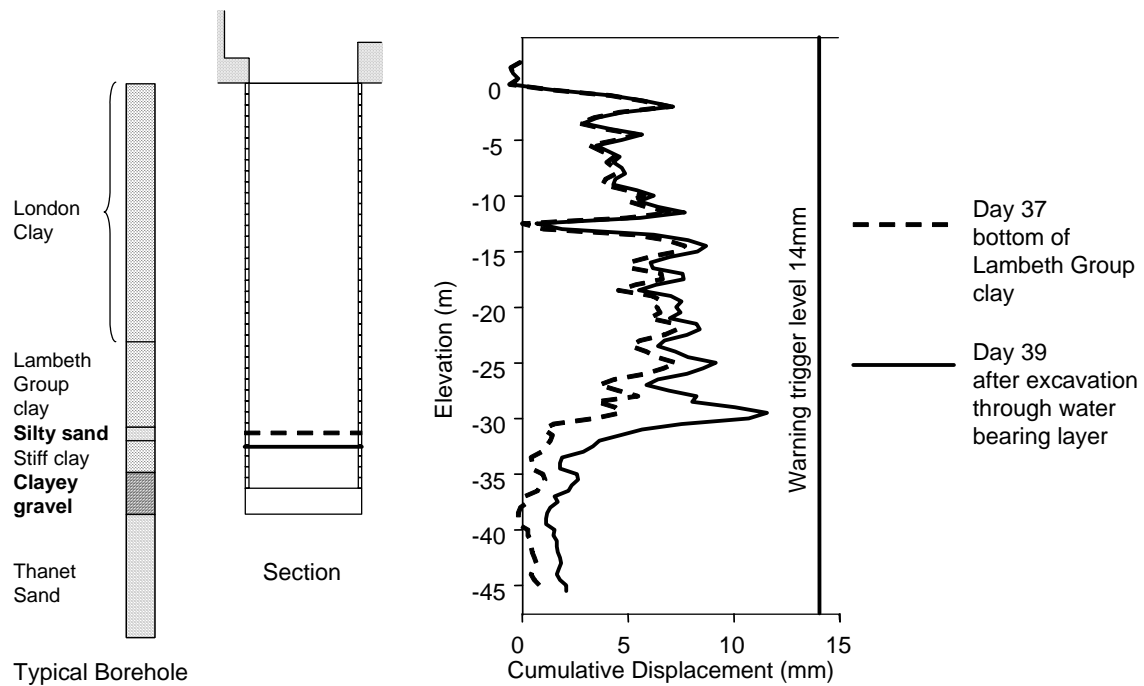 London
Clay
Lambeth
Group
clay
Silty sand
Stiff clay
Clayey
gravel
Thanet
Sand
Typical Borehole
Section
Elevation (m)
0
-5
-10
-15
-20
-25
-30
-35
-40
-45
0
5
10
15
Cumulative Displacement (mm)
Warning trigger level 14mm
Day 37
bottom of
Lambeth Group
clay
Day 39
after excavation
through water
bearing layer